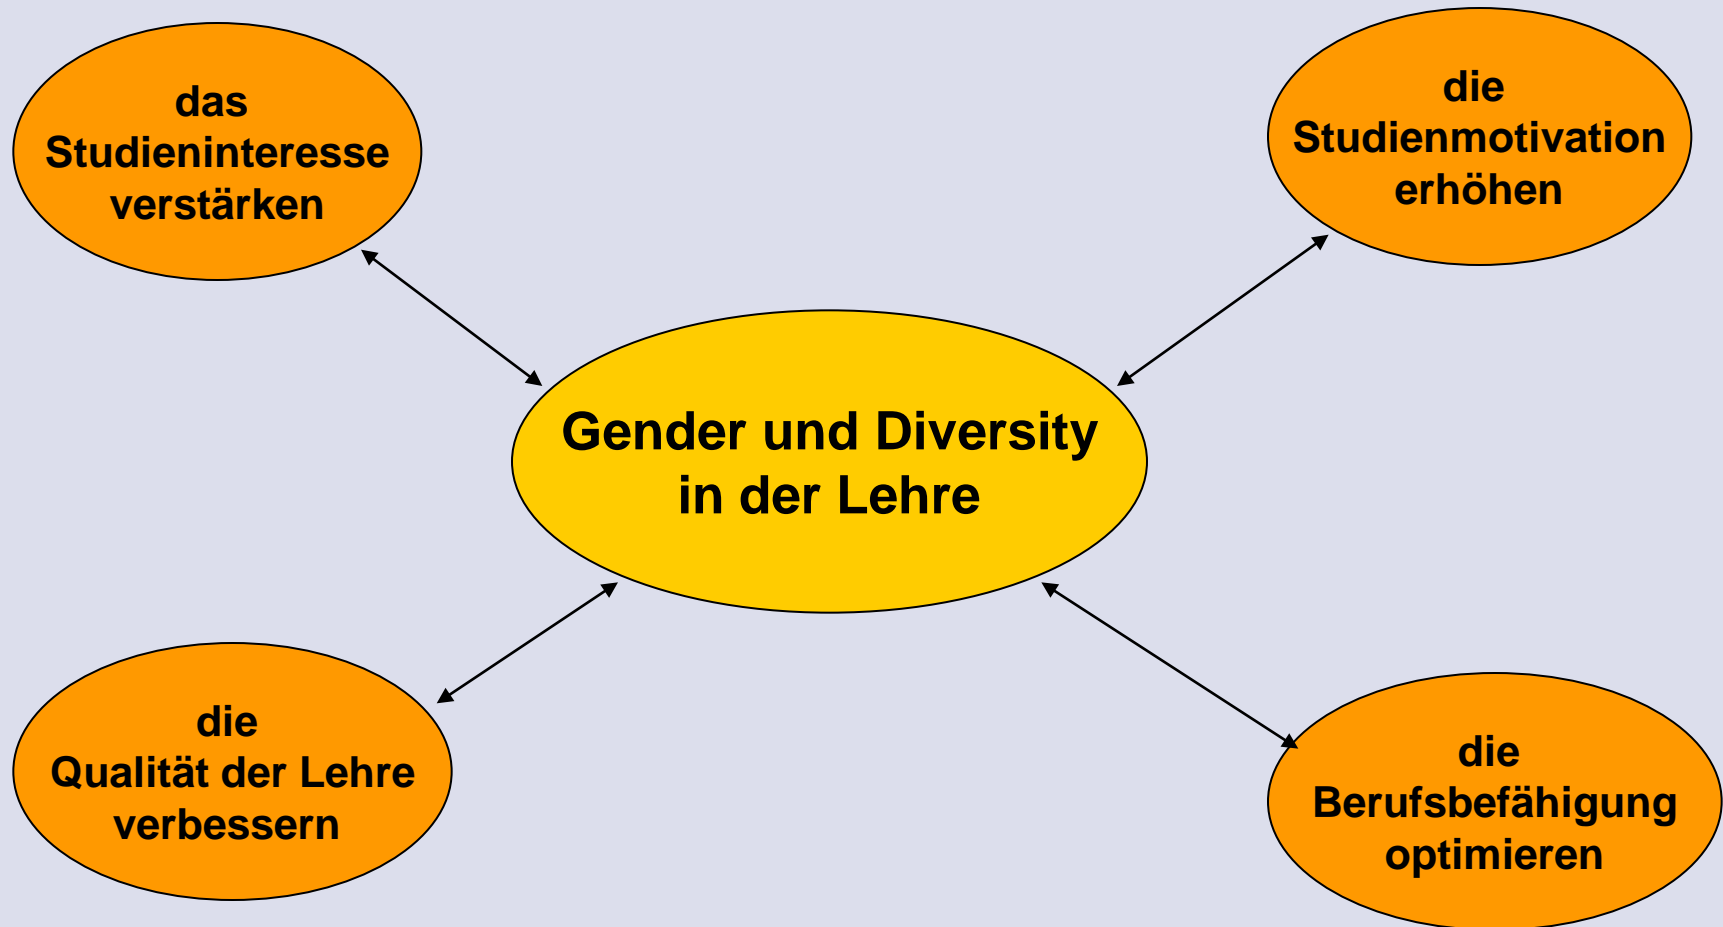 das
Studieninteresse
verstärken
die
Studienmotivation
erhöhen
Gender und Diversity
in der Lehre
die
Qualität der Lehre
verbessern
die
Berufsbefähigung
optimieren